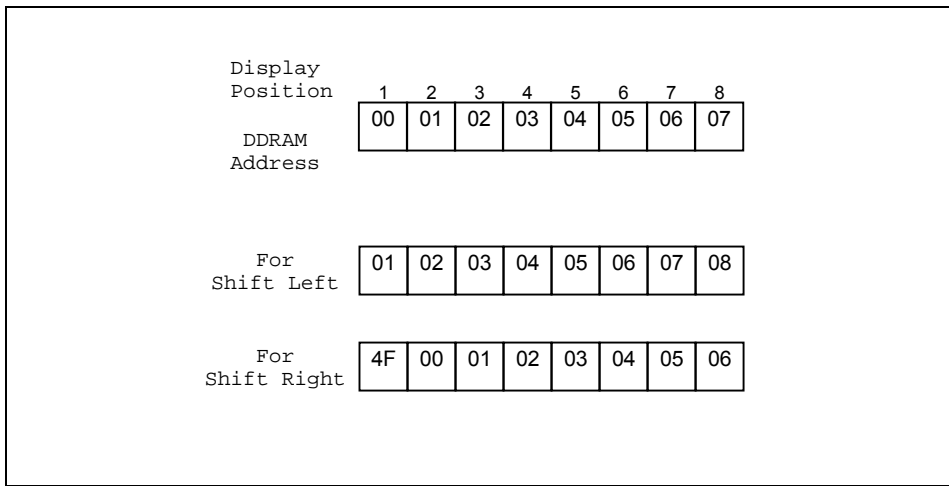 Display
Position
1 2 3 4 5 6 7 8
00 01 02 03 04 05 06 07
DDRAM
Address
For
Shift Left
01 02 03 04 05 06 07 08
For
Shift Right
4F 00 01 02 03 04 05 06